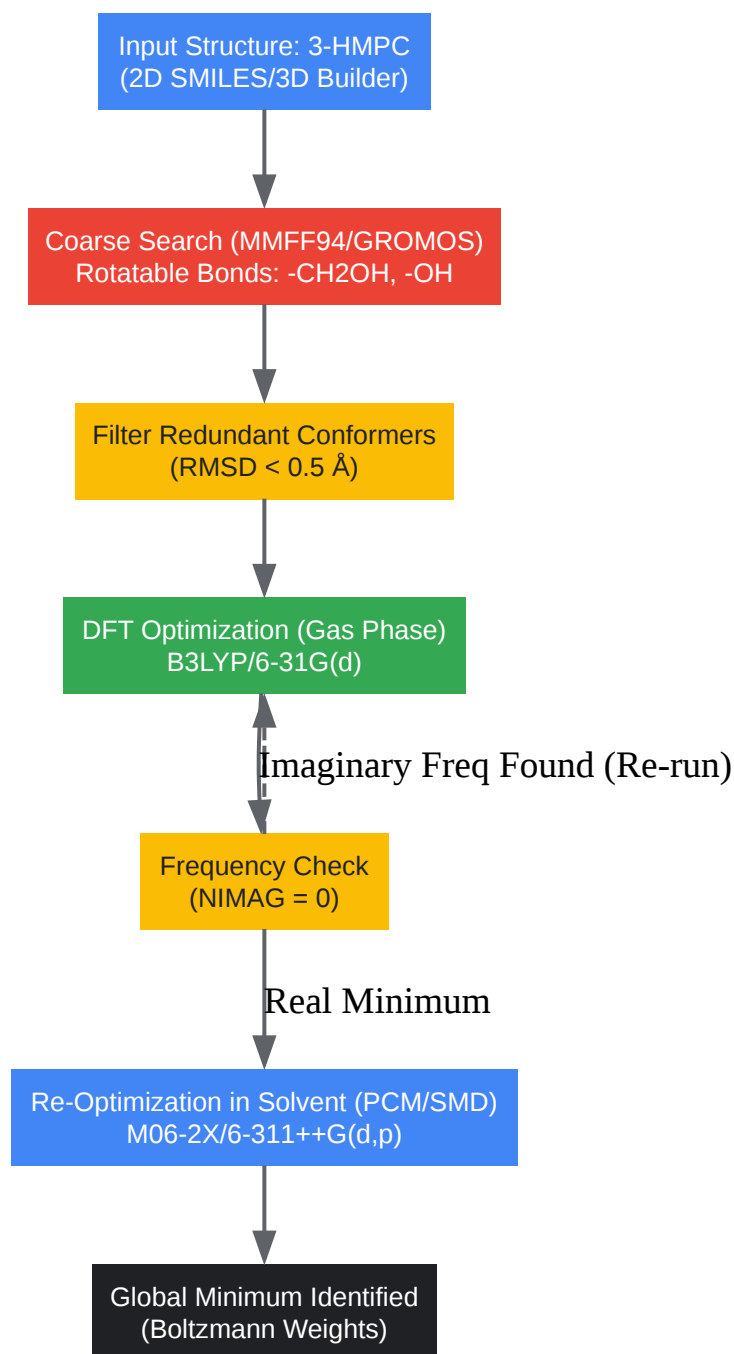 Input Structure: 3-HMPC
(2D SMILES/3D Builder)
Coarse Search (MMFF94/GROMOS)
Rotatable Bonds: -CH2OH, -OH
Filter Redundant Conformers
(RMSD < 0.5 Å)
DFT Optimization (Gas Phase)
B3LYP/6-31G(d)
Imaginary Freq Found (Re-run)
Frequency Check
(NIMAG = 0)
Real Minimum
Re-Optimization in Solvent (PCM/SMD)
M06-2X/6-311++G(d,p)
Global Minimum Identified
(Boltzmann Weights)